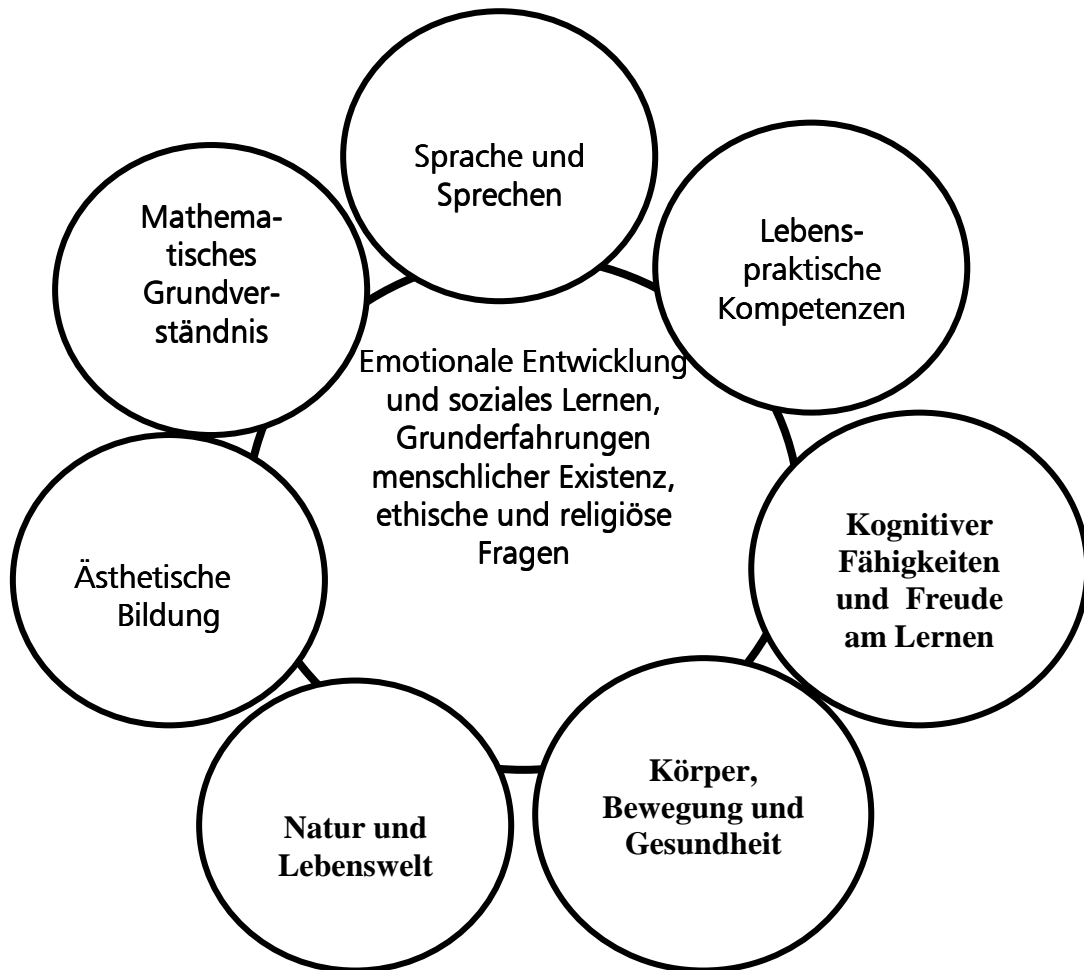 Sprache und
Sprechen
Mathema-
tisches
Grundver-
ständnis
Lebens-
praktische
Kompetenzen
Emotionale Entwicklung
und soziales Lernen,
Grunderfahrungen
menschlicher Existenz,
ethische und religiöse
Fragen
Kognitiver
Fähigkeiten
und Freude
am Lernen
Ästhetische
Bildung
Körper,
Bewegung und
Gesundheit
Natur und
Lebenswelt